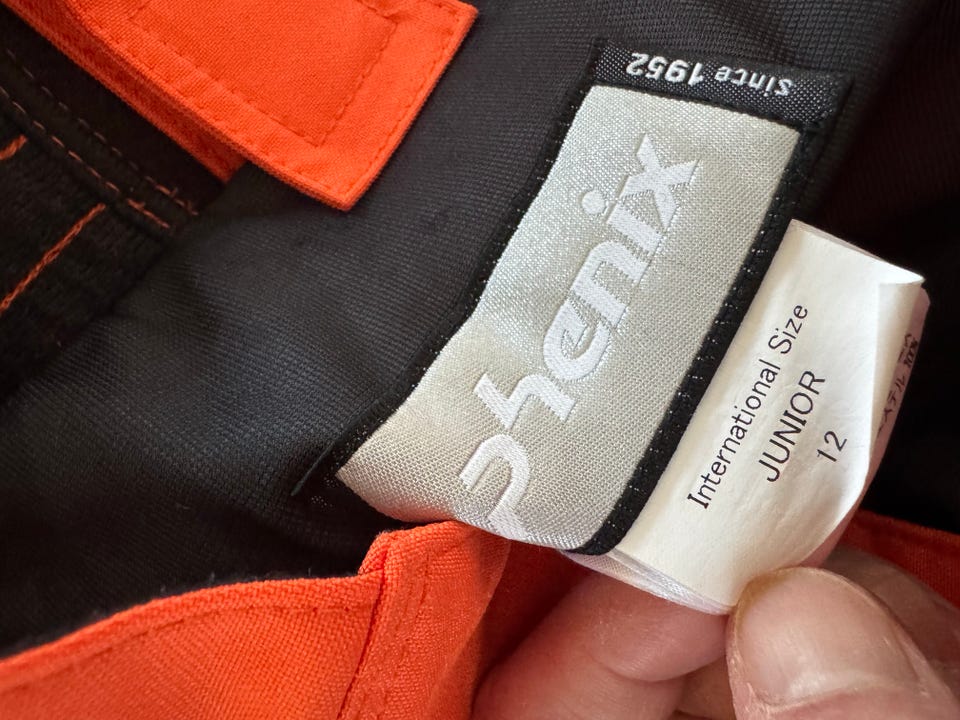 since 1952
phenix
International Size
JUNIOR
12